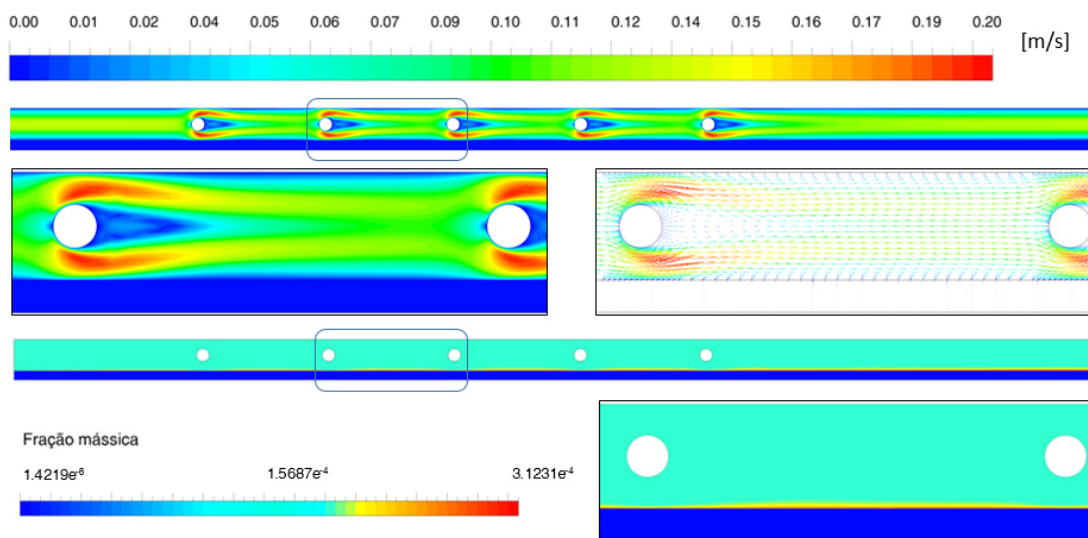 0.00 0.01 0.02 0.04 0.05 0.06 0.07 0.09 0.10 0.11 0.12 0.14 0.15 0.16 0.17 0.19 0.20
[m/s]
Fração mássica
1.4219e⁻⁶ 1.5687e⁻⁴ 3.1231e⁻⁴